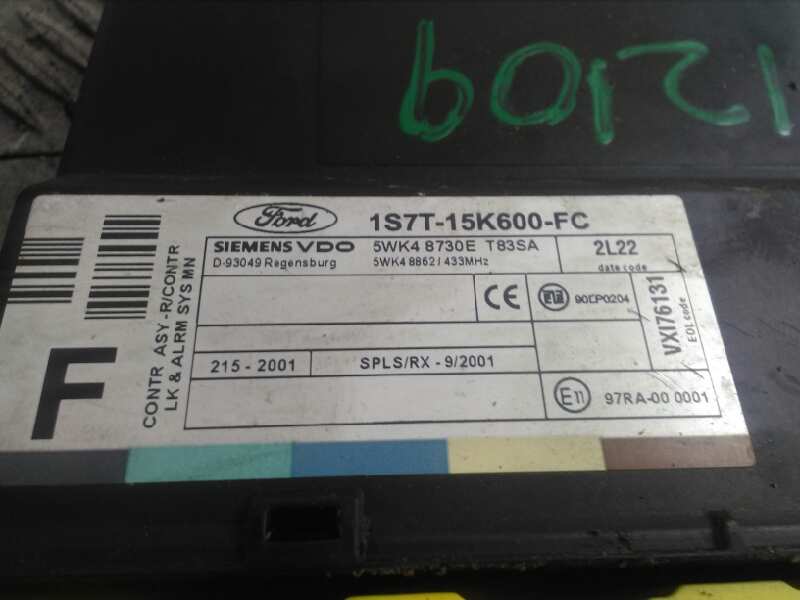 12109
Ford
1S7T-15K600-FC
SIEMENS VDO
D-93049 Regensburg
5WK4 8730E T83SA
5WK4 8862 / 433MHz
2L22
date code
CE
90CP0204
VXI76131
EOL code
215 - 2001
SPLS/RX - 9/2001
E11
97RA-00 0001
CONTR ASY-R/CONTR
LK & ALRM SYS MN
F